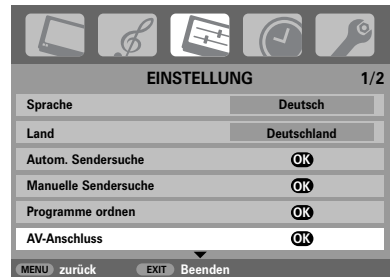 EINSTELLUNG 1/2
Sprache Deutsch
Land Deutschland
Autom. Sendersuche OK
Manuelle Sendersuche OK
Programme ordnen OK
AV-Anschluss OK
MENU zurück EXIT Beenden